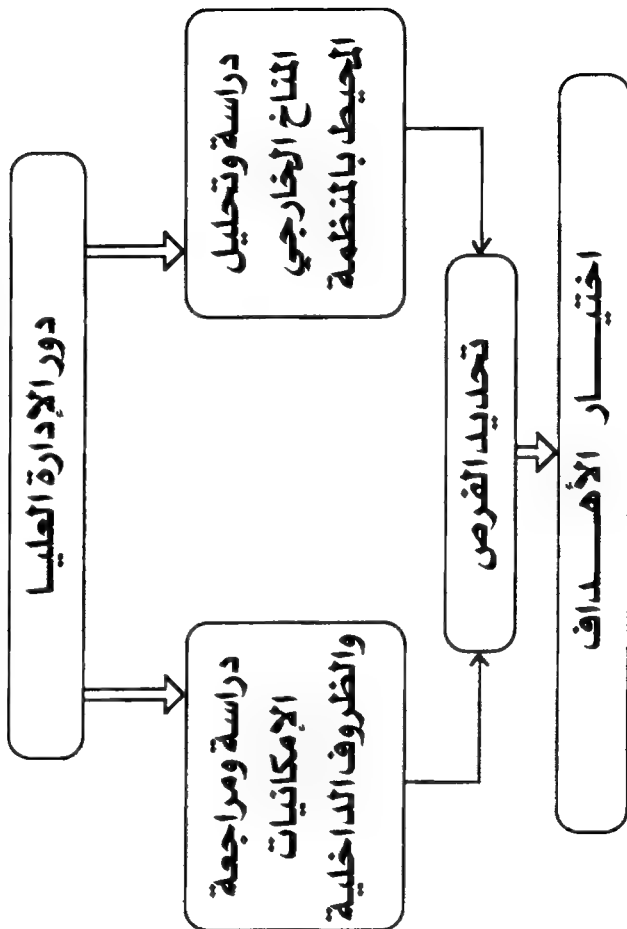 دور الإدارة العليا
دراسة وتحليل
المناخ الخارجي
المحيط بالمنظمة
دراسة ومراجعة
الإمكانيات
والظروف الداخلية
تحديد الفرص
اختيـــار الأهـــداف